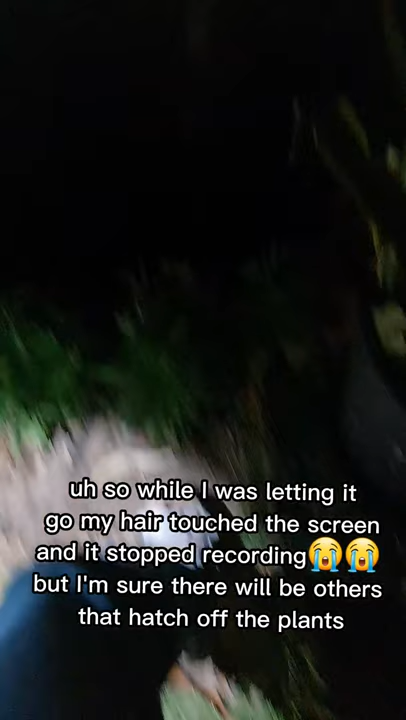 uh so while I was letting it
go my hair touched the screen
and it stopped recording😭😭
but I'm sure there will be others
that hatch off the plants